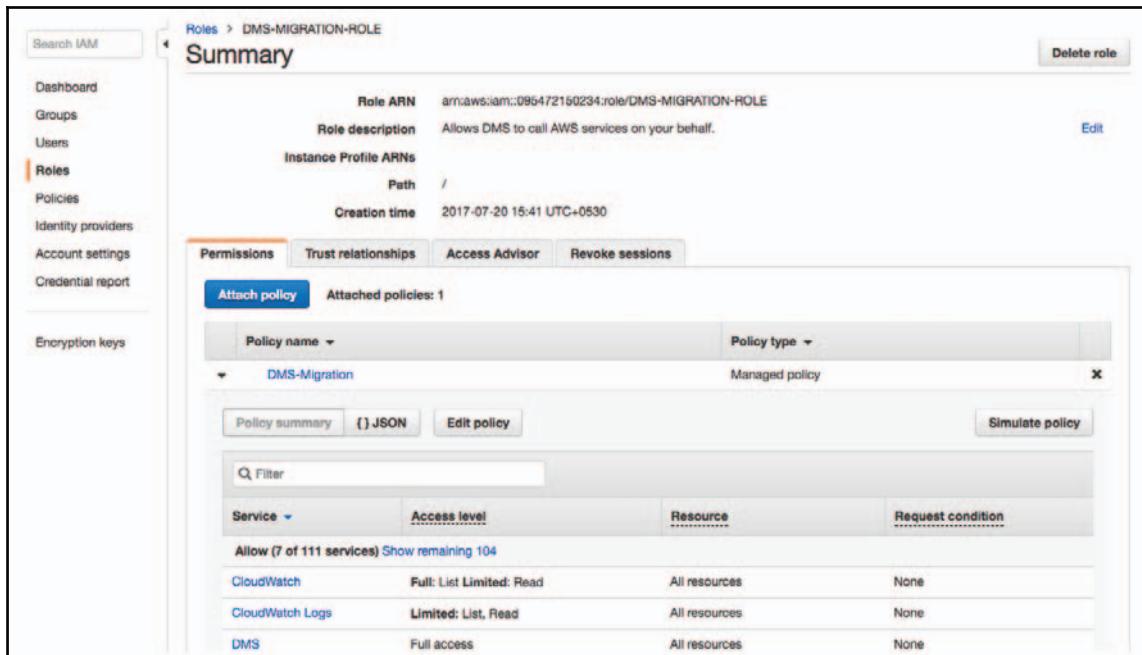 Search IAM
Dashboard
Groups
Users
Roles
Policies
Identity providers
Account settings
Credential report
Encryption keys
Roles > DMS-MIGRATION-ROLE
Summary
Delete role
Role ARN arn:aws:iam::095472150234:role/DMS-MIGRATION-ROLE
Role description Allows DMS to call AWS services on your behalf. Edit
Instance Profile ARNs
Path /
Creation time 2017-07-20 15:41 UTC+0530
Permissions Trust relationships Access Advisor Revoke sessions
Attach policy Attached policies: 1
Policy name Policy type
DMS-Migration Managed policy
Policy summary {} JSON Edit policy Simulate policy
Filter
Service Access level Resource Request condition
Allow (7 of 111 services) Show remaining 104
CloudWatch Full: List Limited: Read All resources None
CloudWatch Logs Limited: List, Read All resources None
DMS Full access All resources None